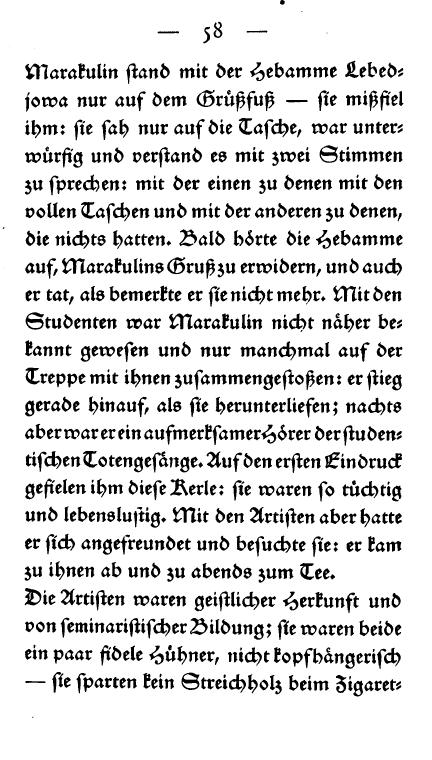 — 58 —
Marakulin stand mit der Hebamme Lebed-
jowa nur auf dem Grüßfuß — sie mißfiel
ihm: sie sah nur auf die Tasche, war unter-
würfig und verstand es mit zwei Stimmen
zu sprechen: mit der einen zu denen mit den
vollen Taschen und mit der anderen zu denen,
die nichts hatten. Bald hörte die Hebamme
auf, Marakulins Gruß zu erwidern, und auch
er tat, als bemerkte er sie nicht mehr. Mit den
Studenten war Marakulin nicht näher be-
kannt gewesen und nur manchmal auf der
Treppe mit ihnen zusammengestoßen: er stieg
gerade hinauf, als sie herunterliefen; nachts
aber war er ein aufmerksamer Hörer der studen-
tischen Totengesänge. Auf den ersten Eindruck
gefielen ihm diese Kerle: sie waren so tüchtig
und lebenslustig. Mit den Artisten aber hatte
er sich angefreundet und besuchte sie: er kam
zu ihnen ab und zu abends zum Tee.
Die Artisten waren geistlicher Herkunft und
von seminaristischer Bildung; sie waren beide
ein paar fidele Hühner, nicht kopfhängerisch
— sie sparten kein Streichholz beim Zigaret-